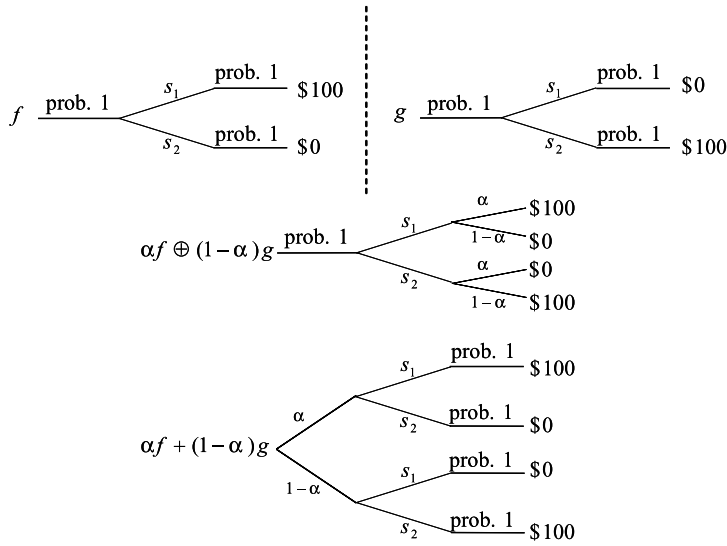 f prob. 1 s₁ prob. 1 $100
s₂ prob. 1 $0
g prob. 1 s₁ prob. 1 $0
s₂ prob. 1 $100
αf ⊕ (1−α)g prob. 1 s₁ α $100
1−α $0
s₂ α $0
1−α $100
αf + (1−α)g α s₁ prob. 1 $100
s₂ prob. 1 $0
1−α s₁ prob. 1 $0
s₂ prob. 1 $100